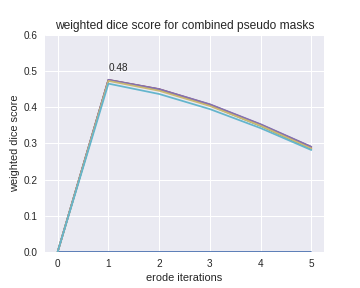 weighted dice score for combined pseudo masks
0.6
0.5
0.4
0.3
0.2
0.1
0.0
weighted dice score
0.48
0 1 2 3 4 5
erode iterations